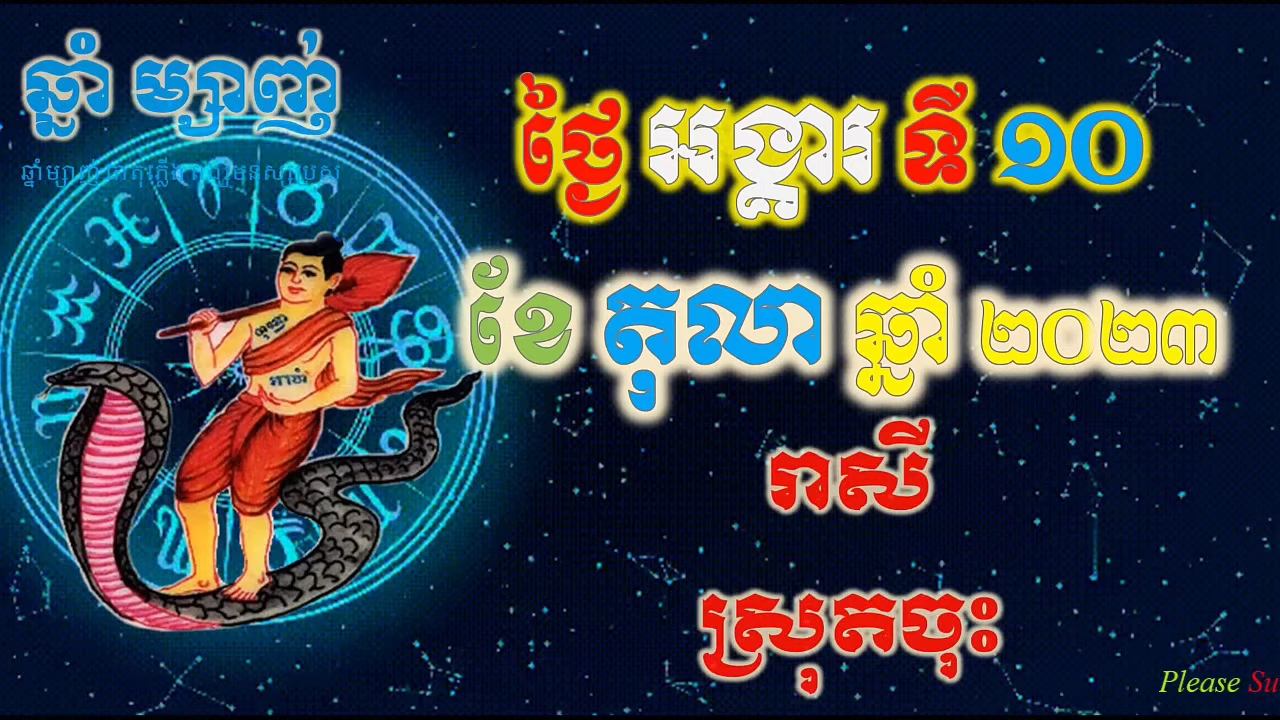 ឆ្នាំ ម្សាញ់
ថ្ងៃ អង្គារ ទី ១០
ខែ តុលា ឆ្នាំ ២០២៣
រាសី
ស្រុតចុះ
Please Su